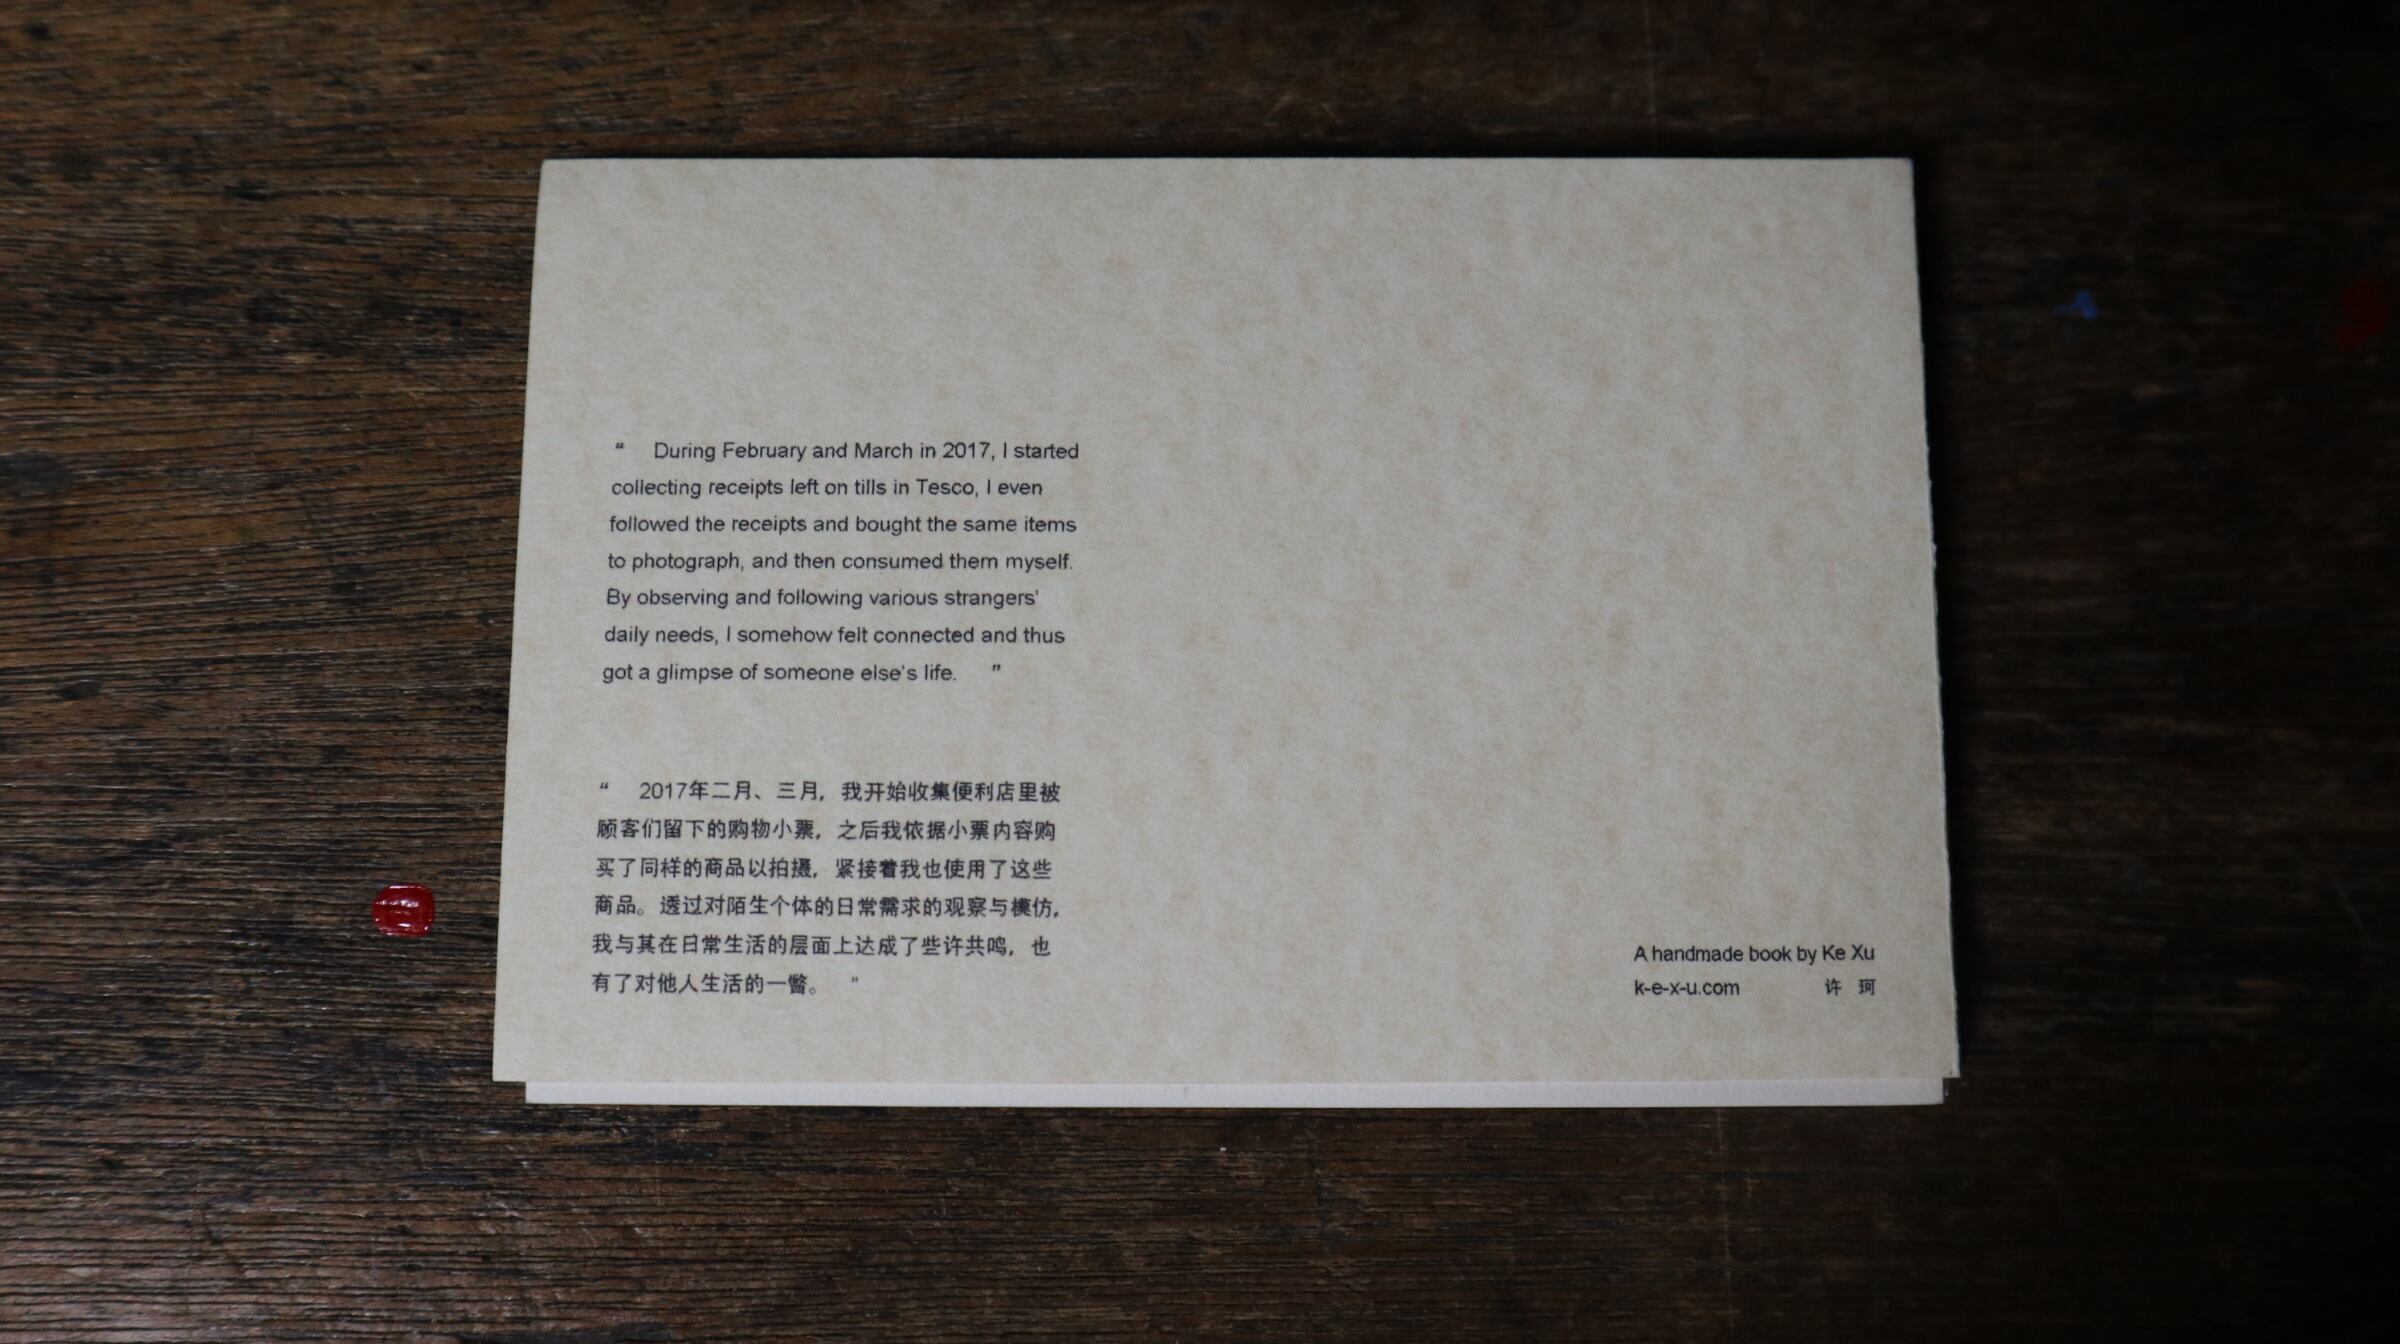 “ During February and March in 2017, I started
collecting receipts left on tills in Tesco, I even
followed the receipts and bought the same items
to photograph, and then consumed them myself.
By observing and following various strangers’
daily needs, I somehow felt connected and thus
got a glimpse of someone else’s life. ”
“ 2017年二月、三月，我开始收集便利店里被
顾客们留下的购物小票，之后我依据小票内容购
买了同样的商品以拍摄，紧接着我也使用了这些
商品。透过对陌生个体的日常需求的观察与模仿，
我与其在日常生活的层面上达成了些许共鸣，也
有了对他人生活的一瞥。 ”
A handmade book by Ke Xu
k-e-x-u.com 许 珂